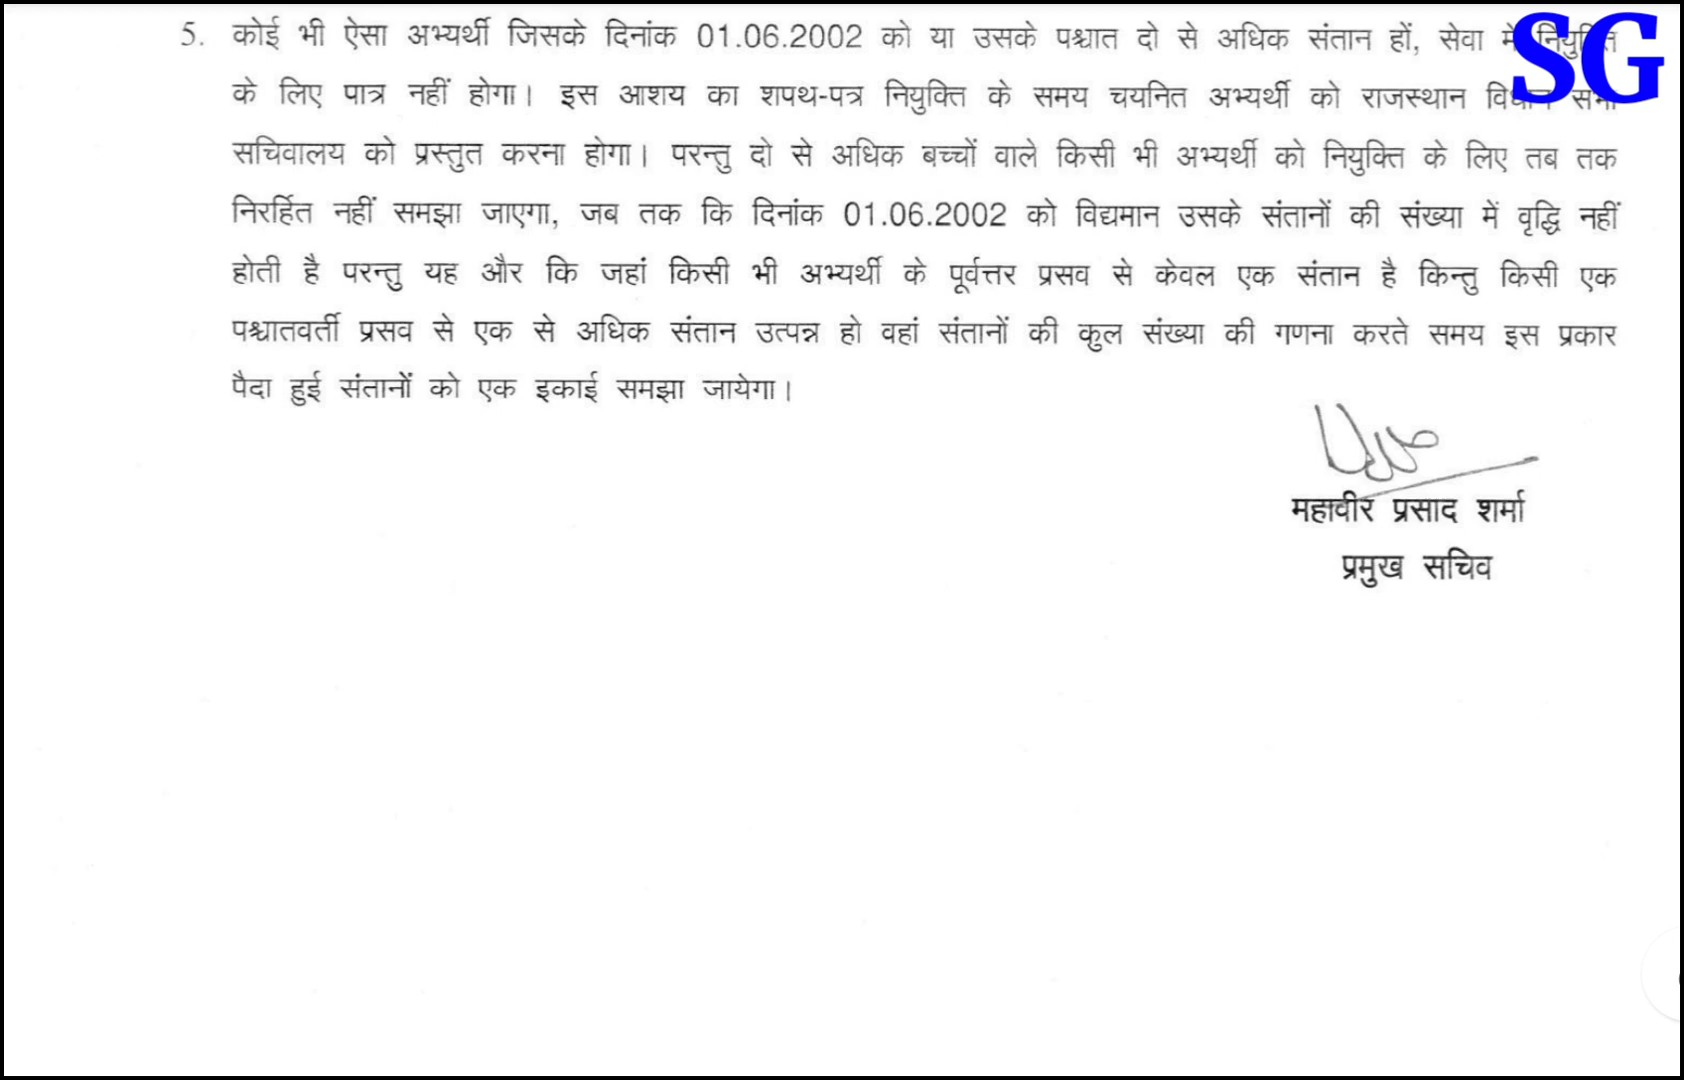 5. कोई भी ऐसा अभ्यर्थी जिसके दिनांक 01.06.2002 को या उसके पश्चात दो से अधिक संतान हों, सेवा में नियुक्ति
SG
के लिए पात्र नहीं होगा। इस आशय का शपथ-पत्र नियुक्ति के समय चयनित अभ्यर्थी को राजस्थान विधान सभा
सचिवालय को प्रस्तुत करना होगा। परन्तु दो से अधिक बच्चों वाले किसी भी अभ्यर्थी को नियुक्ति के लिए तब तक
निरर्हित नहीं समझा जाएगा, जब तक कि दिनांक 01.06.2002 को विद्यमान उसके संतानों की संख्या में वृद्धि नहीं
होती है परन्तु यह और कि जहां किसी भी अभ्यर्थी के पूर्वत्तर प्रसव से केवल एक संतान है किन्तु किसी एक
पश्चातवर्ती प्रसव से एक से अधिक संतान उत्पन्न हो वहां संतानों की कुल संख्या की गणना करते समय इस प्रकार
पैदा हुई संतानों को एक इकाई समझा जायेगा।
महावीर प्रसाद शर्मा
प्रमुख सचिव